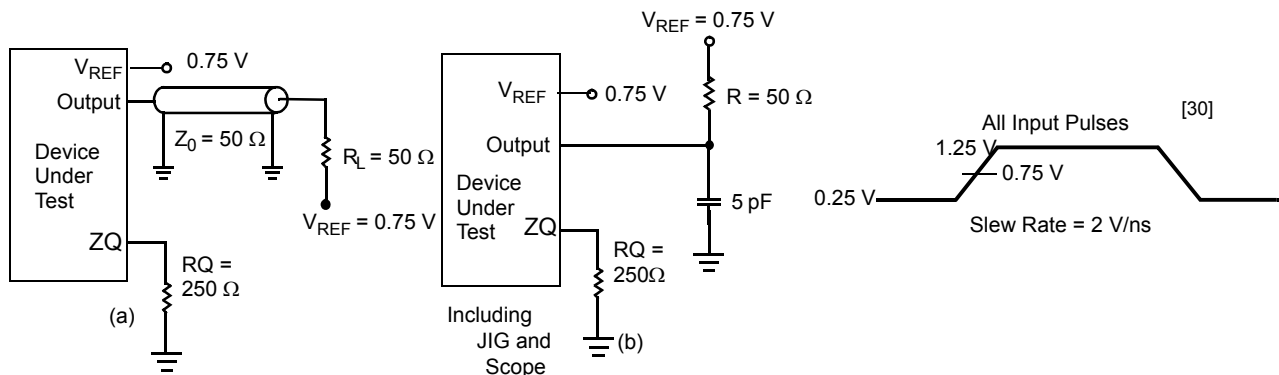 V_REF
0.75 V
Output
Z_0 = 50 Ω
Device
Under
Test
R_L = 50 Ω
V_REF = 0.75 V
ZQ
RQ =
250 Ω
(a)
V_REF = 0.75 V
V_REF
0.75 V
R = 50 Ω
Output
Device
Under
Test
5 pF
ZQ
RQ =
250Ω
Including
JIG and
Scope
(b)
[30]
All Input Pulses
1.25 V
0.75 V
0.25 V
Slew Rate = 2 V/ns